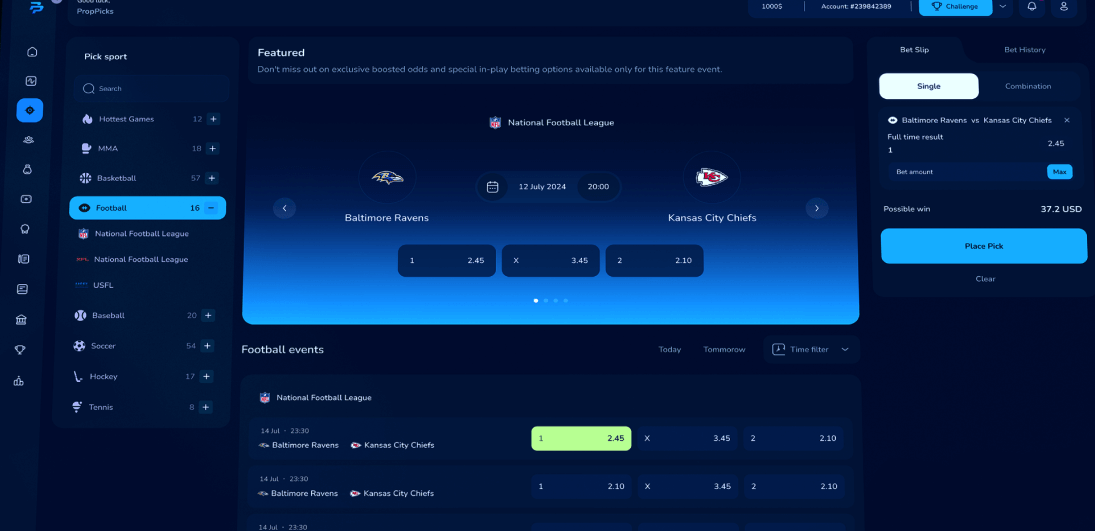 Good luck,
PropPicks
1000$
Account: #239842389
Challenge
Pick sport
Search
Hottest Games 12 +
MMA 18 +
Basketball 57 +
Football 16 −
National Football League
National Football League
USFL
Baseball 20 +
Soccer 54 +
Hockey 17 +
Tennis 8 +
Featured
Don't miss out on exclusive boosted odds and special in-play betting options available only for this feature event.
National Football League
12 July 2024 20:00
Baltimore Ravens
Kansas City Chiefs
1 2.45 X 3.45 2 2.10
Football events
Today Tommorow Time filter
National Football League
14 Jul · 23:30
Baltimore Ravens Kansas City Chiefs
1 2.45 X 3.45 2 2.10
14 Jul · 23:30
Baltimore Ravens Kansas City Chiefs
1 2.10 X 3.45 2 2.10
14 Jul · 23:30
Bet Slip Bet History
Single Combination
Baltimore Ravens vs Kansas City Chiefs ×
Full time result
1 2.45
Bet amount Max
Possible win 37.2 USD
Place Pick
Clear